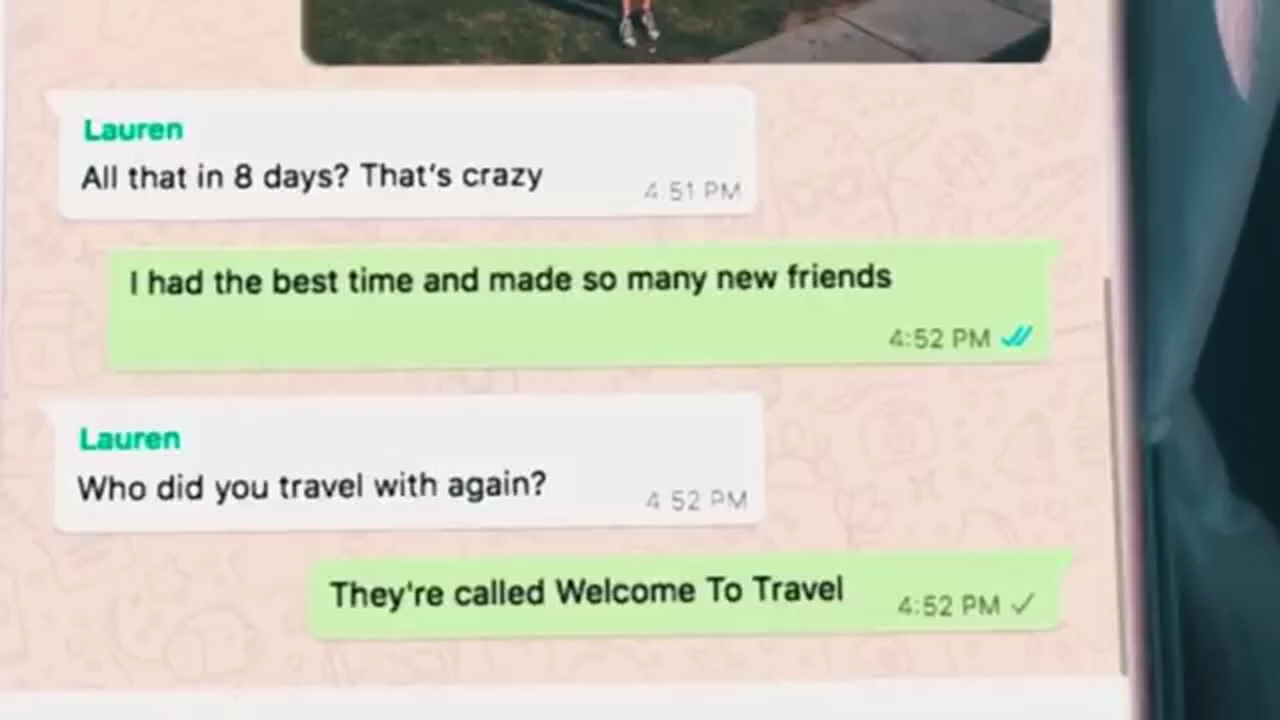 Lauren
All that in 8 days? That's crazy
4:51 PM
I had the best time and made so many new friends
4:52 PM
Lauren
Who did you travel with again?
4:52 PM
They're called Welcome To Travel
4:52 PM